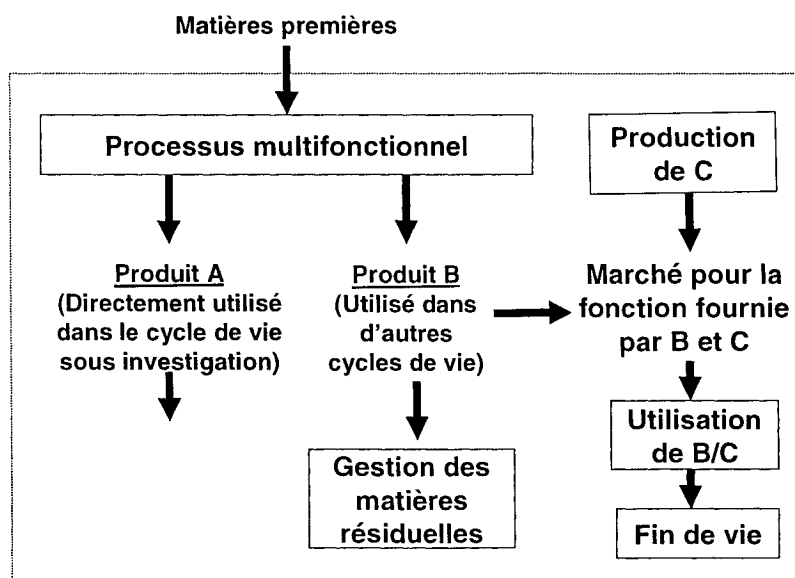 Matières premières
Processus multifonctionnel
Production
de C
Produit A
(Directement utilisé
dans le cycle de vie
sous investigation)
Produit B
(Utilisé dans
d'autres
cycles de vie)
Marché pour la
fonction fournie
par B et C
Gestion des
matières
résiduelles
Utilisation
de B/C
Fin de vie